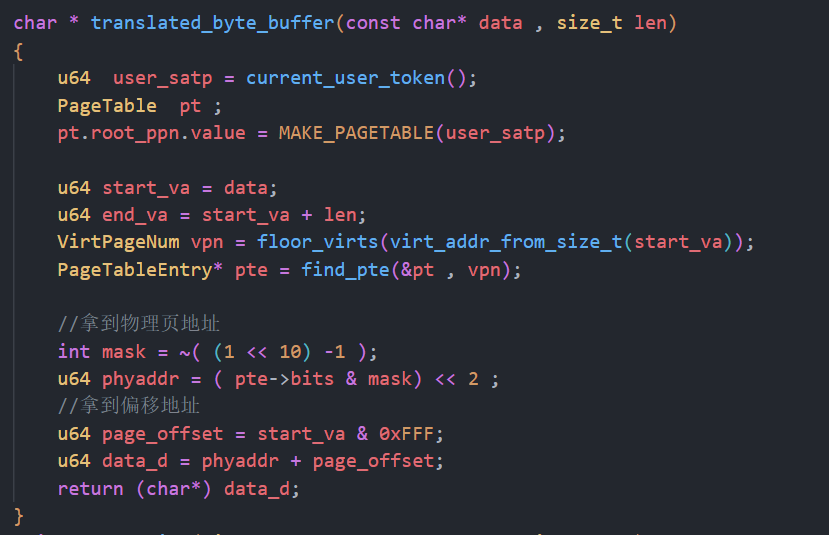 char * translated_byte_buffer(const char* data , size_t len)
{
    u64  user_satp = current_user_token();
    PageTable  pt ;
    pt.root_ppn.value = MAKE_PAGETABLE(user_satp);

    u64 start_va = data;
    u64 end_va = start_va + len;
    VirtPageNum vpn = floor_virts(virt_addr_from_size_t(start_va));
    PageTableEntry* pte = find_pte(&pt , vpn);

    //拿到物理页地址
    int mask = ~( (1 << 10) -1 );
    u64 phyaddr = ( pte->bits & mask) << 2 ;
    //拿到偏移地址
    u64 page_offset = start_va & 0xFFF;
    u64 data_d = phyaddr + page_offset;
    return (char*) data_d;
}